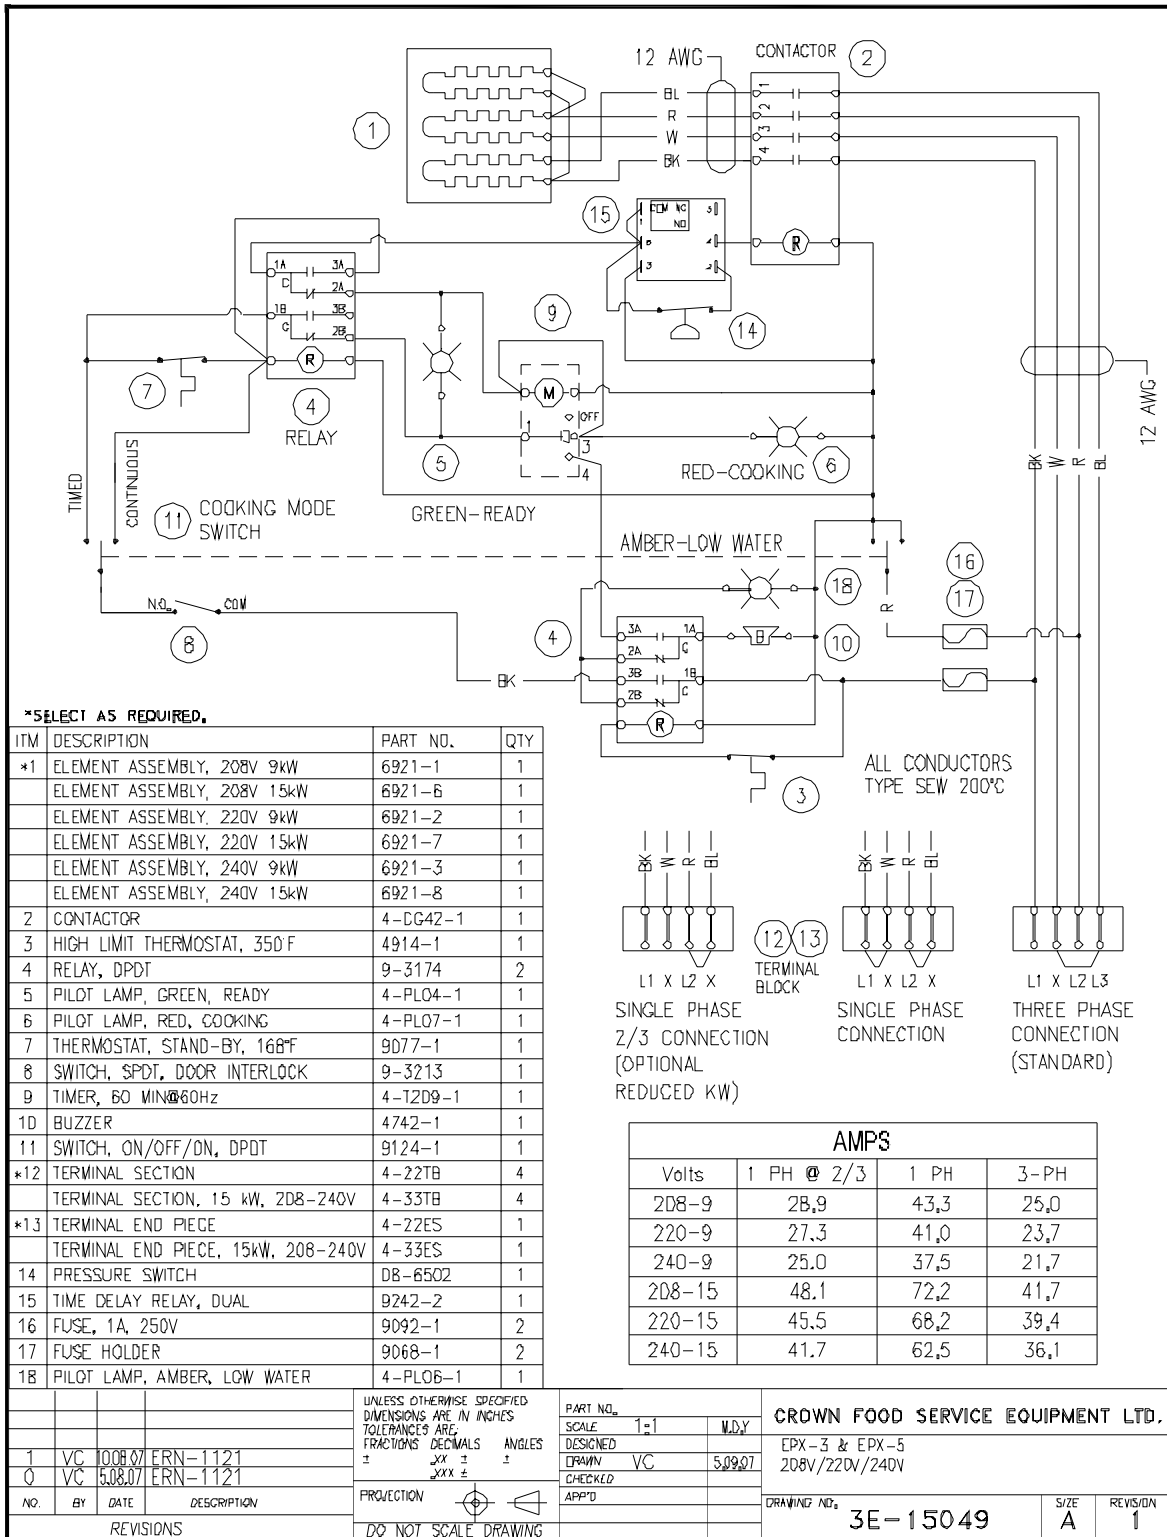 12 AWG
CONTACTOR
2
1
BL
R
W
BK
1
2
3
4
15
COM NC
NO
R
1A 3A
2A
1B 3B
2B
C
R
4
RELAY
7
9
14
M
OFF
1
3
4
5
GREEN-READY
RED-COOKING
6
TIMED
CONTINUOUS
11
COOKING MODE
SWITCH
12 AWG
BK
W
R
BL
AMBER-LOW WATER
18
16
17
R
N.O.
COM
8
BK
4
3A 1A
2A C
3B 1B
2B C
R
B
10
3
ALL CONDUCTORS
TYPE SEW 200°C
BK W R BL
L1 X L2 X
SINGLE PHASE
2/3 CONNECTION
(OPTIONAL
REDUCED KW)
12 13
TERMINAL
BLOCK
BK W R BL
L1 X L2 X
SINGLE PHASE
CONNECTION
L1 X L2 L3
THREE PHASE
CONNECTION
(STANDARD)
*SELECT AS REQUIRED.
ITM DESCRIPTION PART NO. QTY
*1 ELEMENT ASSEMBLY, 208V 9kW 6921-1 1
ELEMENT ASSEMBLY, 208V 15kW 6921-6 1
ELEMENT ASSEMBLY, 220V 9kW 6921-2 1
ELEMENT ASSEMBLY, 220V 15kW 6921-7 1
ELEMENT ASSEMBLY, 240V 9kW 6921-3 1
ELEMENT ASSEMBLY, 240V 15kW 6921-8 1
2 CONTACTOR 4-CG42-1 1
3 HIGH LIMIT THERMOSTAT, 350°F 4914-1 1
4 RELAY, DPDT 9-3174 2
5 PILOT LAMP, GREEN, READY 4-PL04-1 1
6 PILOT LAMP, RED, COOKING 4-PL07-1 1
7 THERMOSTAT, STAND-BY, 168°F 9077-1 1
8 SWITCH, SPDT, DOOR INTERLOCK 9-3213 1
9 TIMER, 60 MIN@60Hz 4-T2D9-1 1
10 BUZZER 4742-1 1
11 SWITCH, ON/OFF/ON, DPDT 9124-1 1
*12 TERMINAL SECTION 4-22TB 4
TERMINAL SECTION, 15 kW, 208-240V 4-33TB 4
*13 TERMINAL END PIECE 4-22ES 1
TERMINAL END PIECE, 15kW, 208-240V 4-33ES 1
14 PRESSURE SWITCH DB-6502 1
15 TIME DELAY RELAY, DUAL 9242-2 1
16 FUSE, 1A, 250V 9092-1 2
17 FUSE HOLDER 9068-1 2
18 PILOT LAMP, AMBER, LOW WATER 4-PL06-1 1
AMPS
Volts 1 PH @ 2/3 1 PH 3-PH
208-9 28.9 43.3 25.0
220-9 27.3 41.0 23.7
240-9 25.0 37.5 21.7
208-15 48.1 72.2 41.7
220-15 45.5 68.2 39.4
240-15 41.7 62.5 36.1
1 VC 10.08.07 ERN-1121
0 VC 5.08.07 ERN-1121
NO. BY DATE DESCRIPTION
REVISIONS
UNLESS OTHERWISE SPECIFIED
DIMENSIONS ARE IN INCHES
TOLERANCES ARE:
FRACTIONS DECIMALS ANGLES
± .XX ± ±
.XXX ±
PROJECTION
DO NOT SCALE DRAWING
PART NO.
SCALE 1=1 M.D.Y
DESIGNED
DRAWN VC 5.09.07
CHECKED
APP'D
CROWN FOOD SERVICE EQUIPMENT LTD.
EPX-3 & EPX-5
208V/220V/240V
DRAWING NO. 3E-15049
SIZE A
REVISION 1